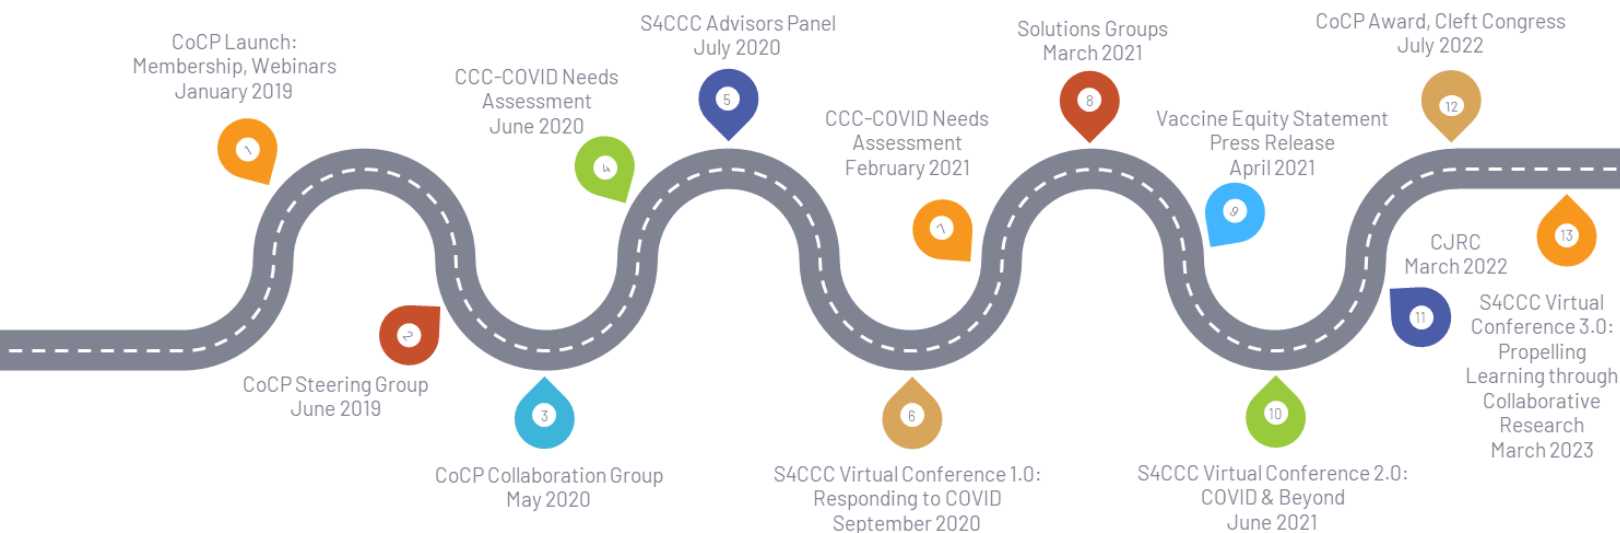 CoCP Launch:
Membership, Webinars
January 2019
1
2
CoCP Steering Group
June 2019
3
CoCP Collaboration Group
May 2020
CCC-COVID Needs
Assessment
June 2020
4
S4CCC Advisors Panel
July 2020
5
6
S4CCC Virtual Conference 1.0:
Responding to COVID
September 2020
CCC-COVID Needs
Assessment
February 2021
7
Solutions Groups
March 2021
8
Vaccine Equity Statement
Press Release
April 2021
9
10
S4CCC Virtual Conference 2.0:
COVID & Beyond
June 2021
CJRC
March 2022
11
CoCP Award, Cleft Congress
July 2022
12
13
S4CCC Virtual
Conference 3.0:
Propelling
Learning through
Collaborative
Research
March 2023